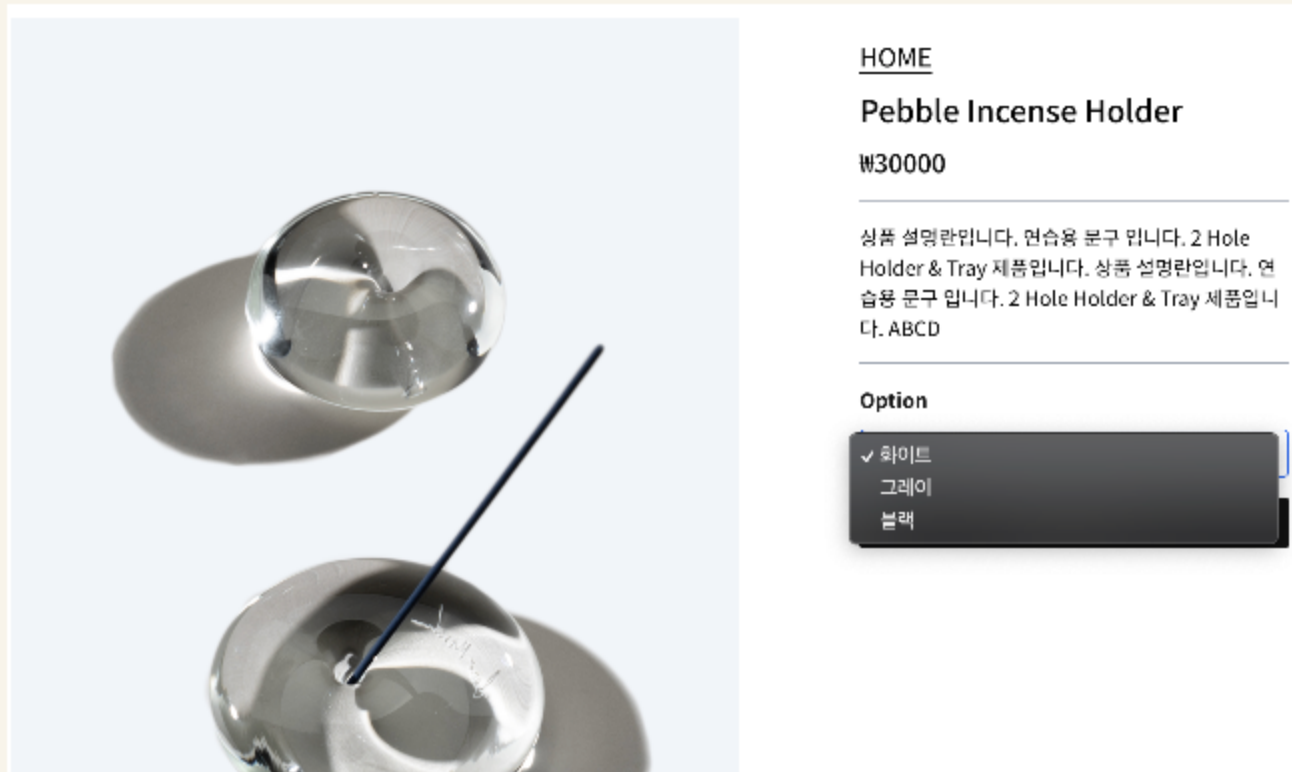 HOME
Pebble Incense Holder
₩30000
상품 설명란입니다. 연습용 문구 입니다. 2 Hole
Holder & Tray 제품입니다. 상품 설명란입니다. 연
습용 문구 입니다. 2 Hole Holder & Tray 제품입니
다. ABCD
Option
✓ 화이트
그레이
블랙